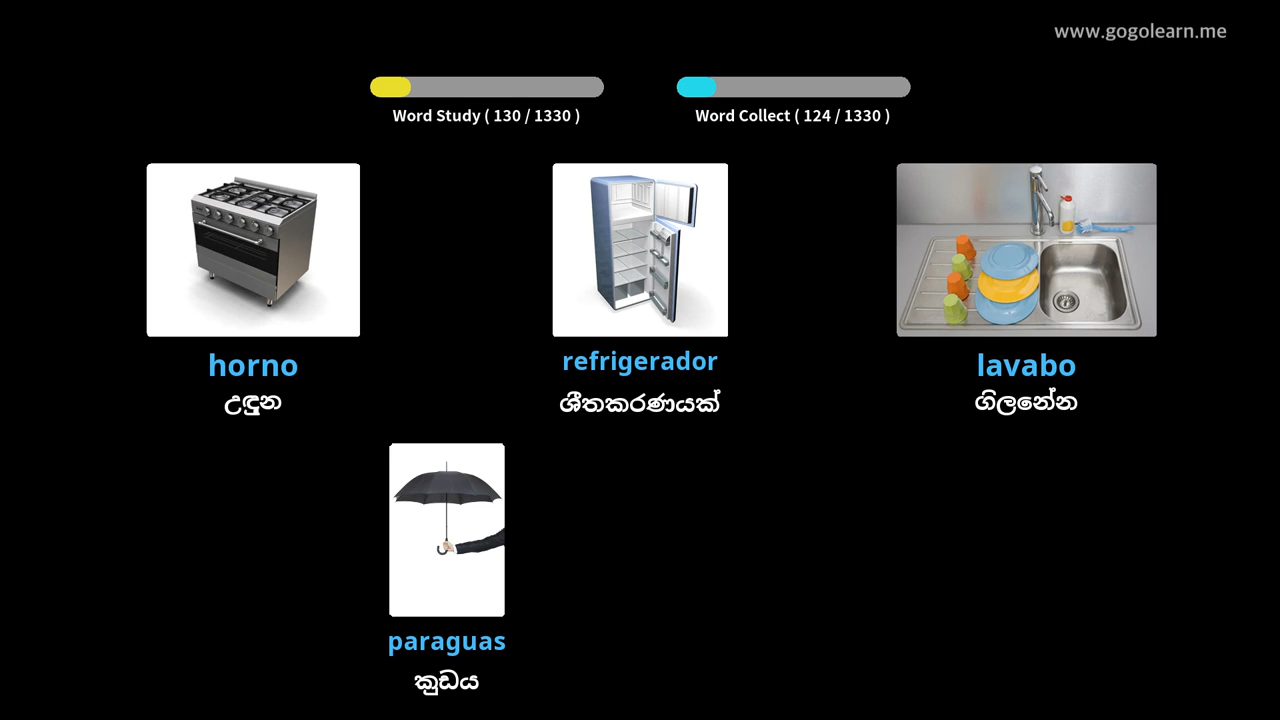 www.gogolearn.me
Word Study ( 130 / 1330 )
Word Collect ( 124 / 1330 )
horno
refrigerador
lavabo
උඳුන
ශීතකරණයක්
ගිලනේන
paraguas
කුඩය